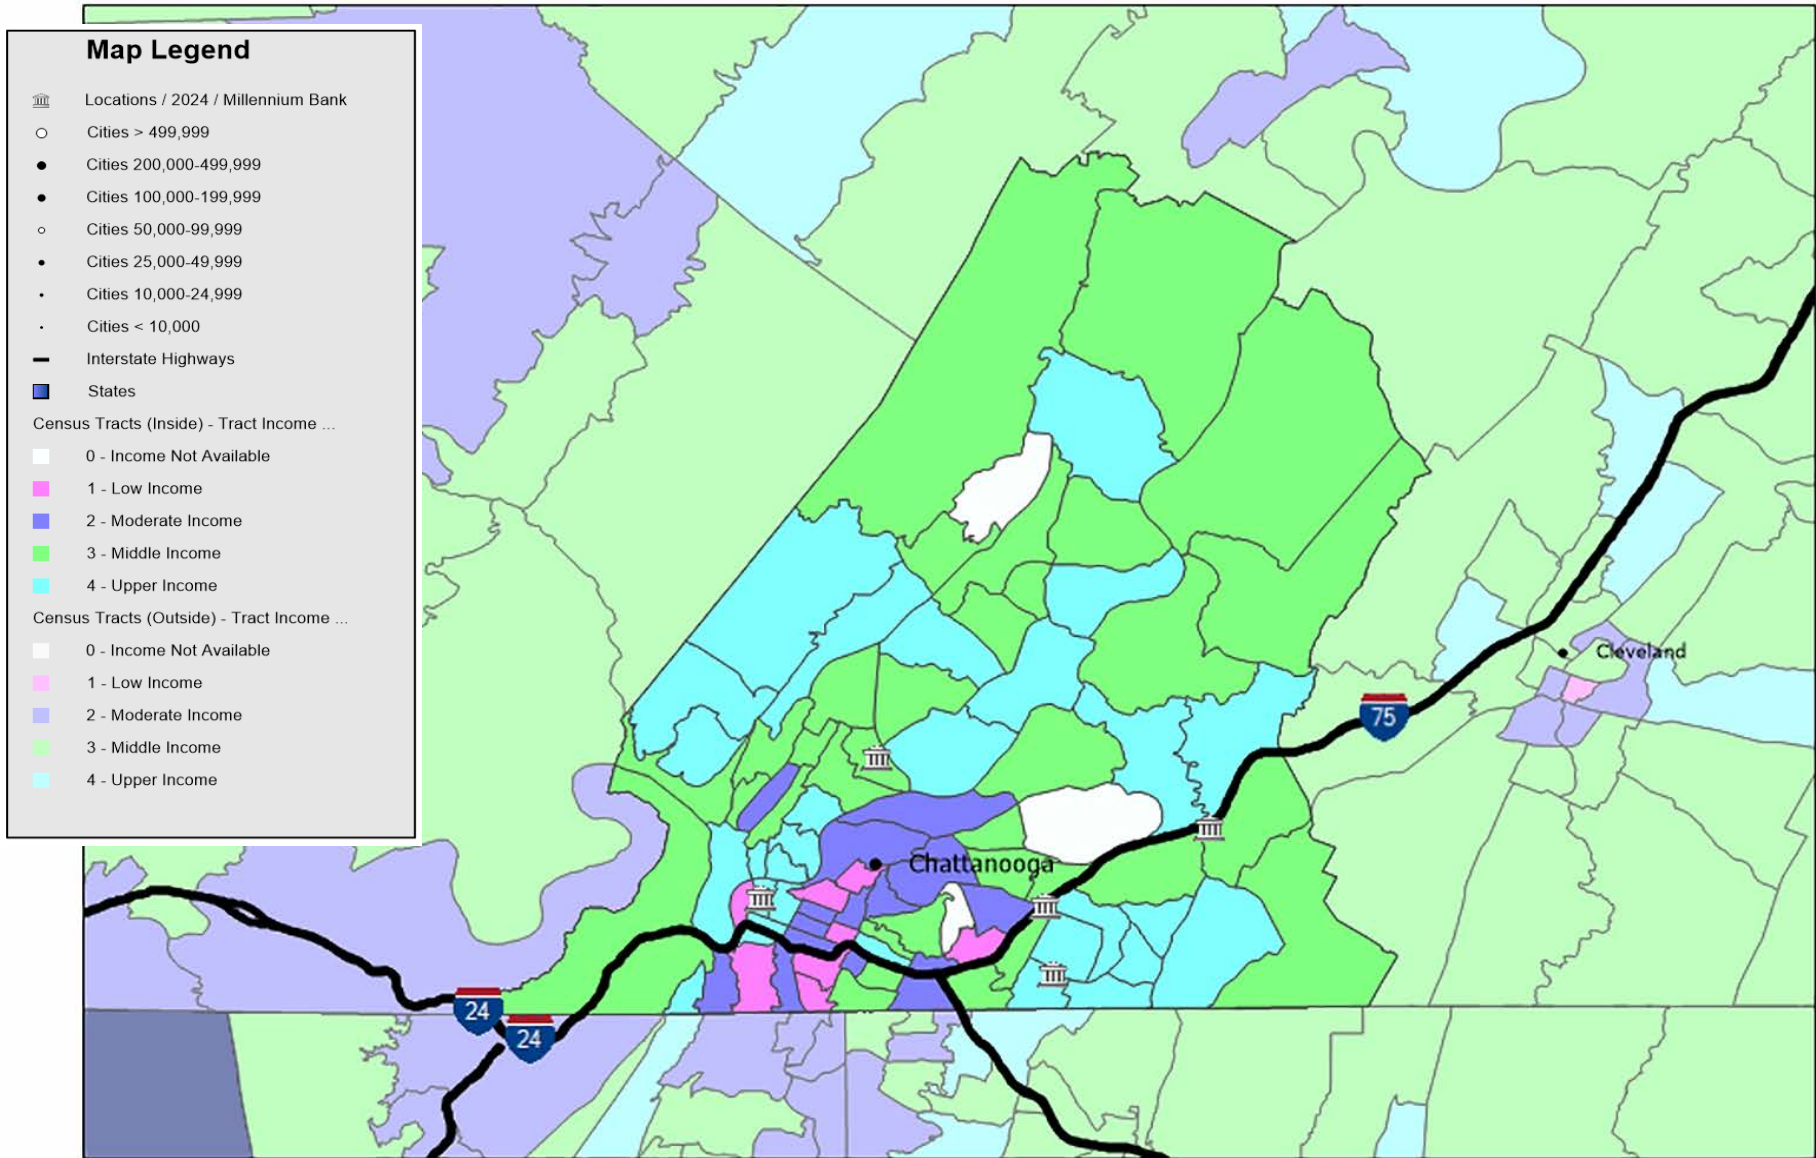 Map Legend
Locations / 2024 / Millennium Bank
Cities > 499,999
Cities 200,000-499,999
Cities 100,000-199,999
Cities 50,000-99,999
Cities 25,000-49,999
Cities 10,000-24,999
Cities < 10,000
Interstate Highways
States
Census Tracts (Inside) - Tract Income ...
0 - Income Not Available
1 - Low Income
2 - Moderate Income
3 - Middle Income
4 - Upper Income
Census Tracts (Outside) - Tract Income ...
0 - Income Not Available
1 - Low Income
2 - Moderate Income
3 - Middle Income
4 - Upper Income
Cleveland
75
Chattanooga
24
24